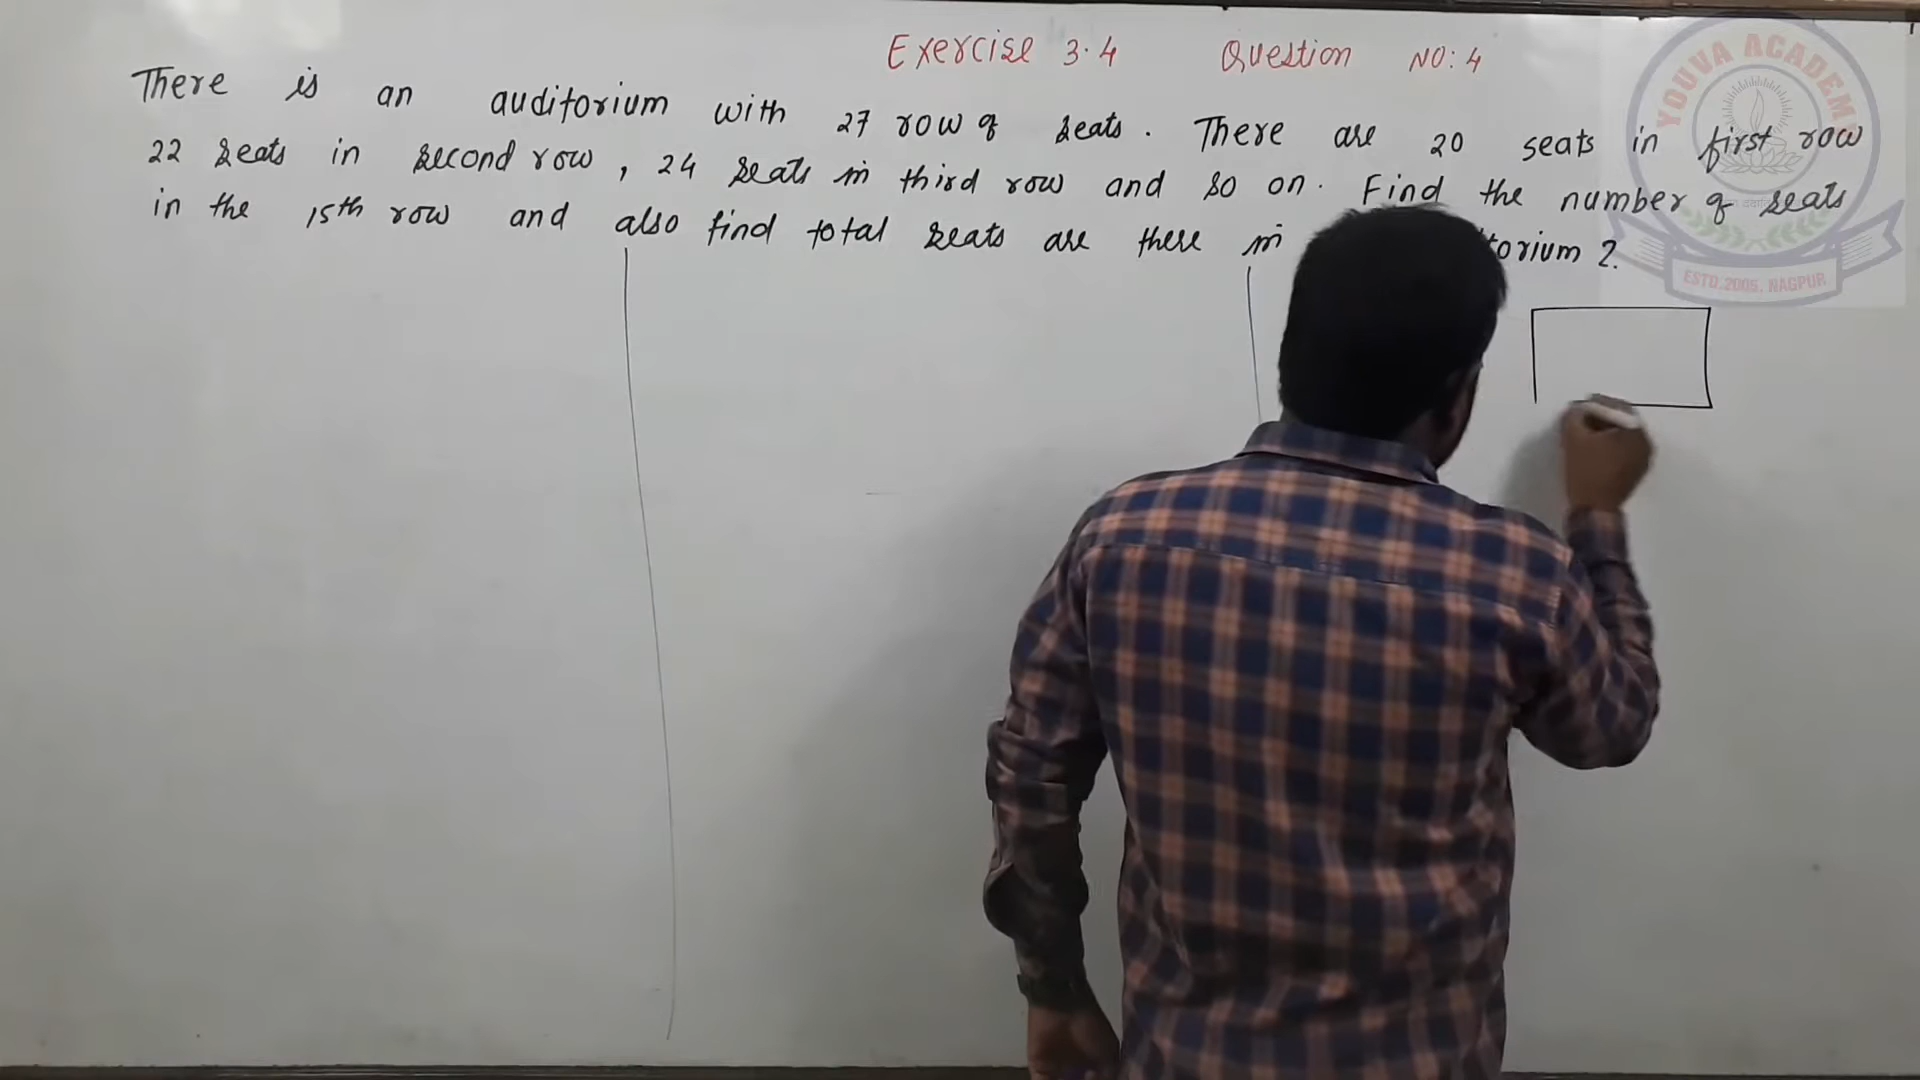 Exercise 3.4 Question NO: 4
There is an auditorium with 27 row of seats. There are 20 seats in first row
22 seats in second row, 24 seats in third row and so on. Find the number of seats
in the 15th row and also find total seats are there in torium ?.
YOUVA ACADEMY
ESTD.2005. NAGPUR